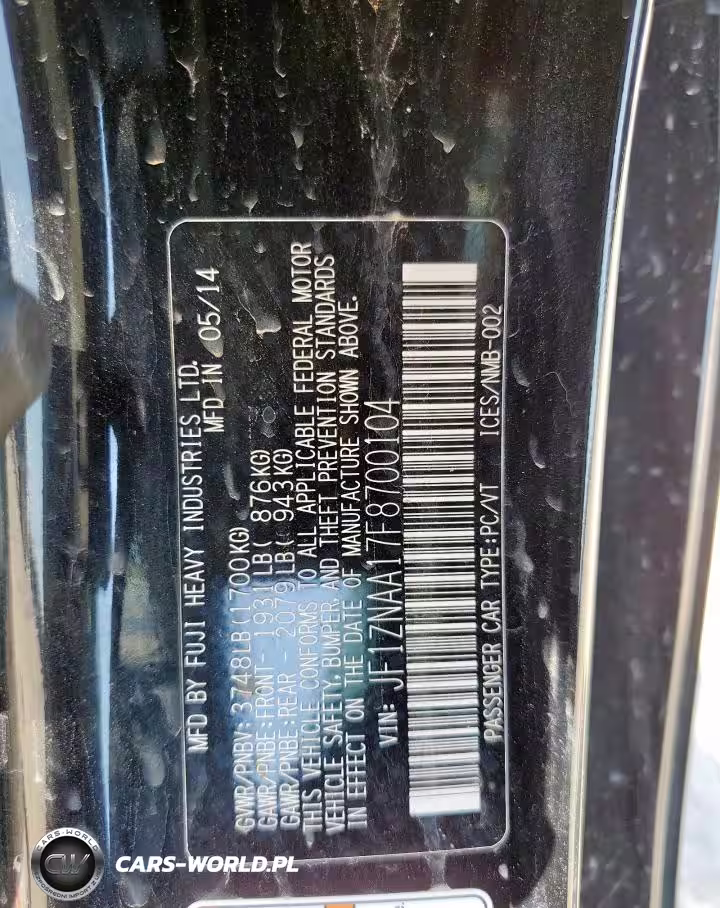 MFD BY FUJI HEAVY INDUSTRIES LTD.
MFD IN 05/14
GVWR/PNBV: 3748LB(1700KG)
GAWR/PNBE:FRONT- 1931LB( 876KG)
GAWR/PNBE:REAR - 2079LB( 943KG)
THIS VEHICLE CONFORMS TO ALL APPLICABLE FEDERAL MOTOR
VEHICLE SAFETY, BUMPER, AND THEFT PREVENTION STANDARDS
IN EFFECT ON THE DATE OF MANUFACTURE SHOWN ABOVE.
VIN: JF1ZNAA17F8700104
PASSENGER CAR TYPE:PC/VT ICES/NMB-002
CARS-WORLD
CW
CARS-WORLD.PL